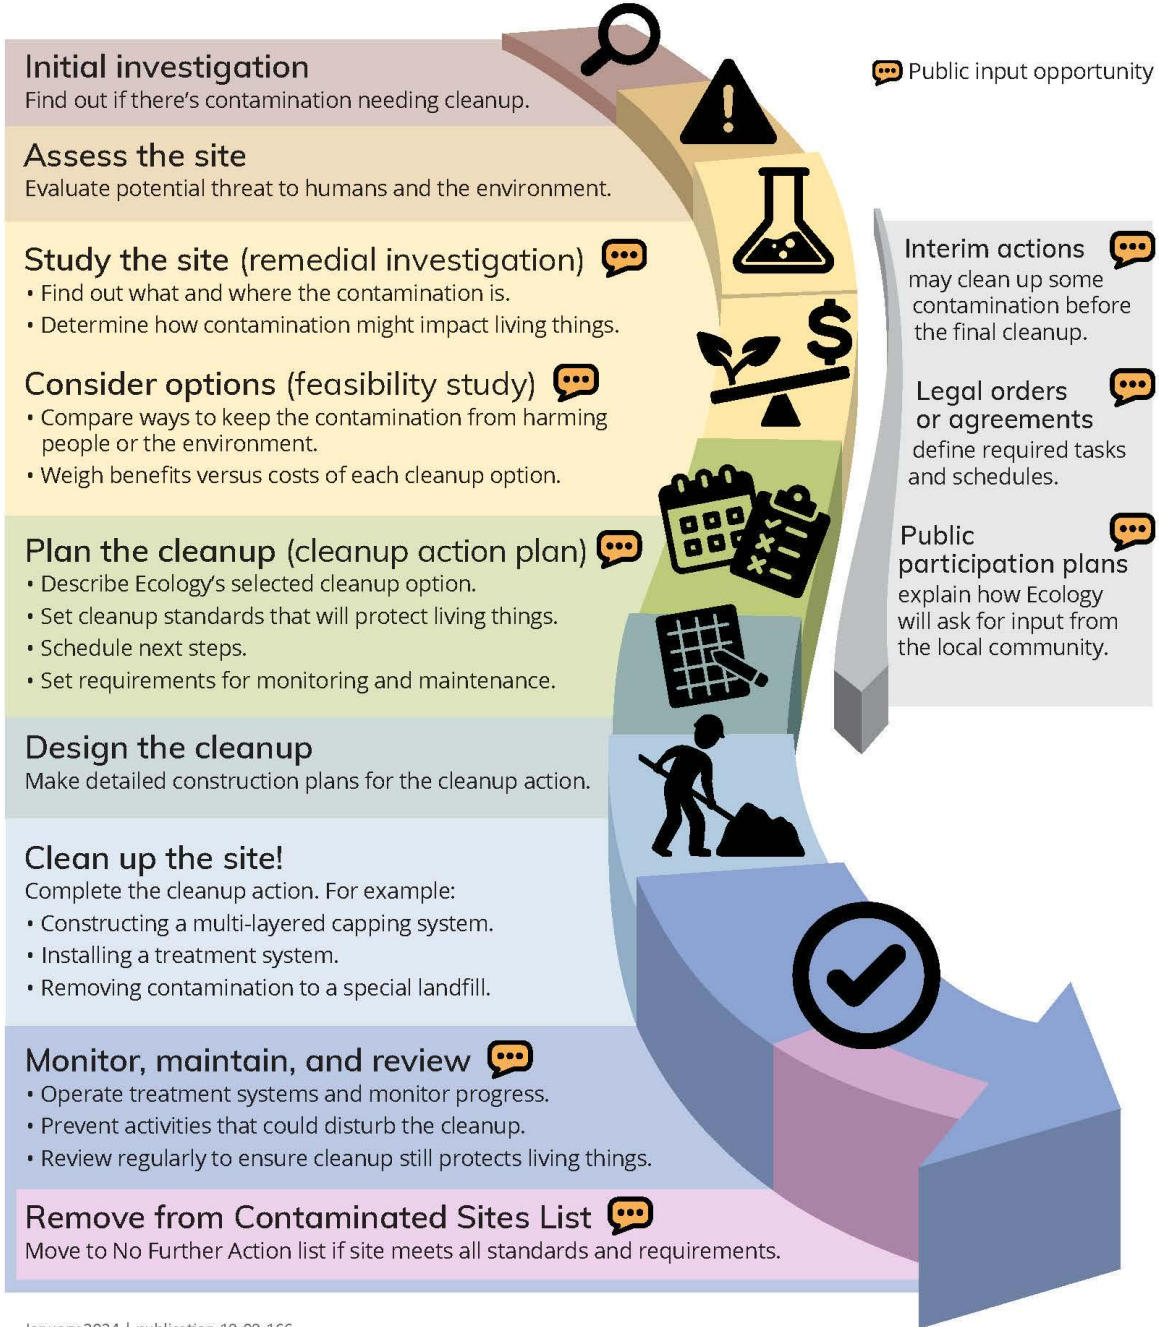 Initial investigation
Find out if there's contamination needing cleanup.
Public input opportunity
Assess the site
Evaluate potential threat to humans and the environment.
Study the site (remedial investigation)
• Find out what and where the contamination is.
• Determine how contamination might impact living things.
Consider options (feasibility study)
• Compare ways to keep the contamination from harming
people or the environment.
• Weigh benefits versus costs of each cleanup option.
$
Plan the cleanup (cleanup action plan)
• Describe Ecology's selected cleanup option.
• Set cleanup standards that will protect living things.
• Schedule next steps.
• Set requirements for monitoring and maintenance.
Design the cleanup
Make detailed construction plans for the cleanup action.
Clean up the site!
Complete the cleanup action. For example:
• Constructing a multi-layered capping system.
• Installing a treatment system.
• Removing contamination to a special landfill.
Monitor, maintain, and review
• Operate treatment systems and monitor progress.
• Prevent activities that could disturb the cleanup.
• Review regularly to ensure cleanup still protects living things.
Remove from Contaminated Sites List
Move to No Further Action list if site meets all standards and requirements.
Interim actions
may clean up some
contamination before
the final cleanup.
Legal orders
or agreements
define required tasks
and schedules.
Public
participation plans
explain how Ecology
will ask for input from
the local community.